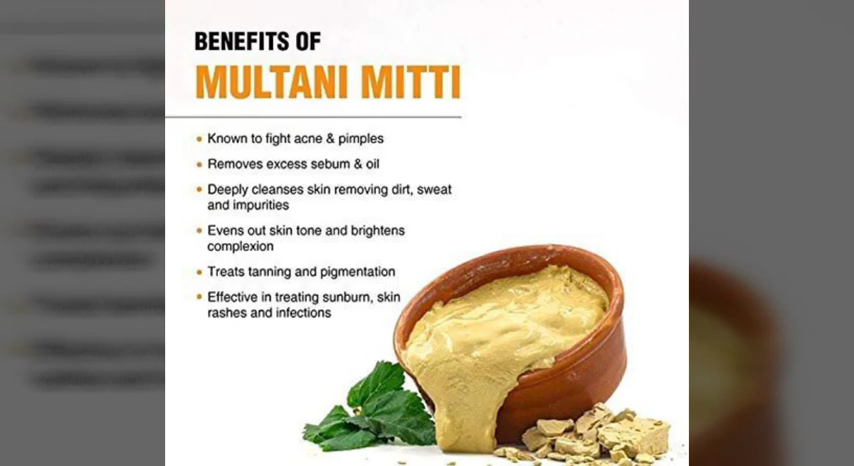 BENEFITS OF
MULTANI MITTI
• Known to fight acne & pimples
• Removes excess sebum & oil
• Deeply cleanses skin removing dirt, sweat
and impurities
• Evens out skin tone and brightens
complexion
• Treats tanning and pigmentation
• Effective in treating sunburn, skin
rashes and infections